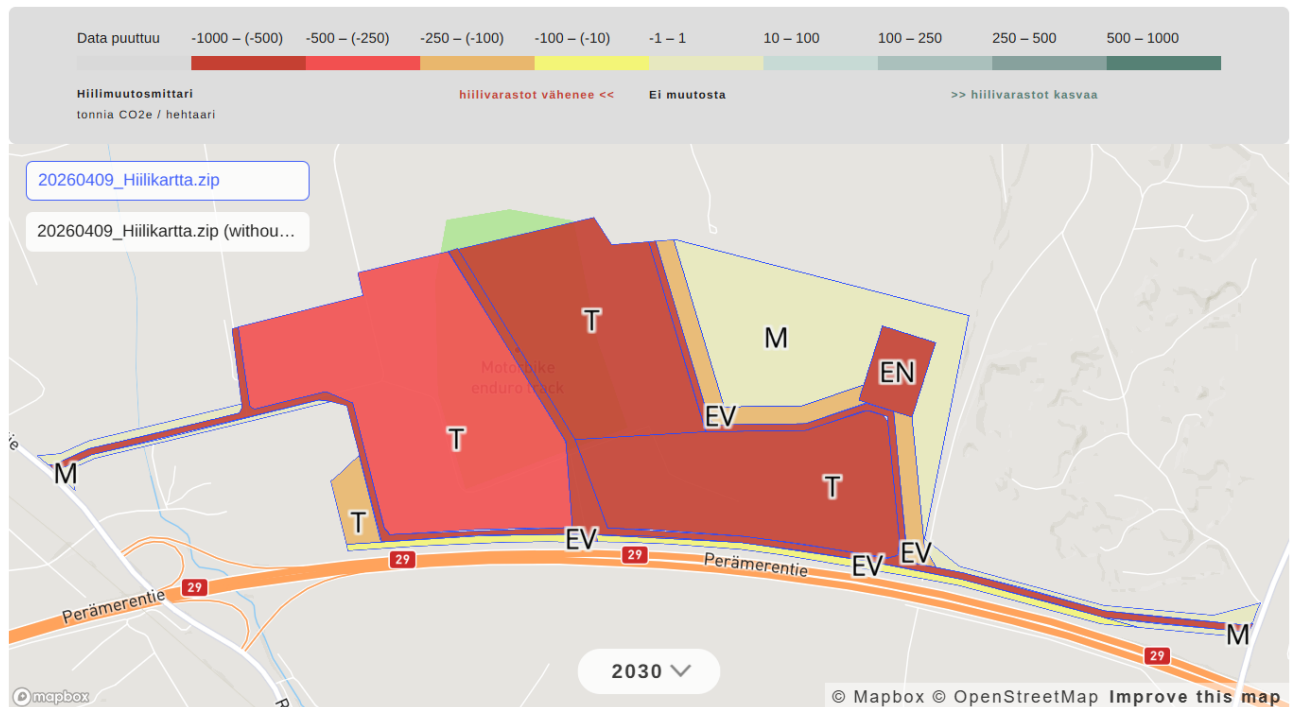 Data puuttuu -1000 – (-500) -500 – (-250) -250 – (-100) -100 – (-10) -1 – 1 10 – 100 100 – 250 250 – 500 500 – 1000
Hiilimuutosmittari hiilivarastot vähenee << Ei muutosta >> hiilivarastot kasvaa
tonnia CO2e / hehtaari
20260409_Hiilikartta.zip
20260409_Hiilikartta.zip (withou…
T
M
Motorbike
enduro track
EN
EV
T
M
T
T
EV
EV
EV
29
29
Perämerentie
29
Perämerentie
M
29
2030
mapbox
© Mapbox © OpenStreetMap Improve this map